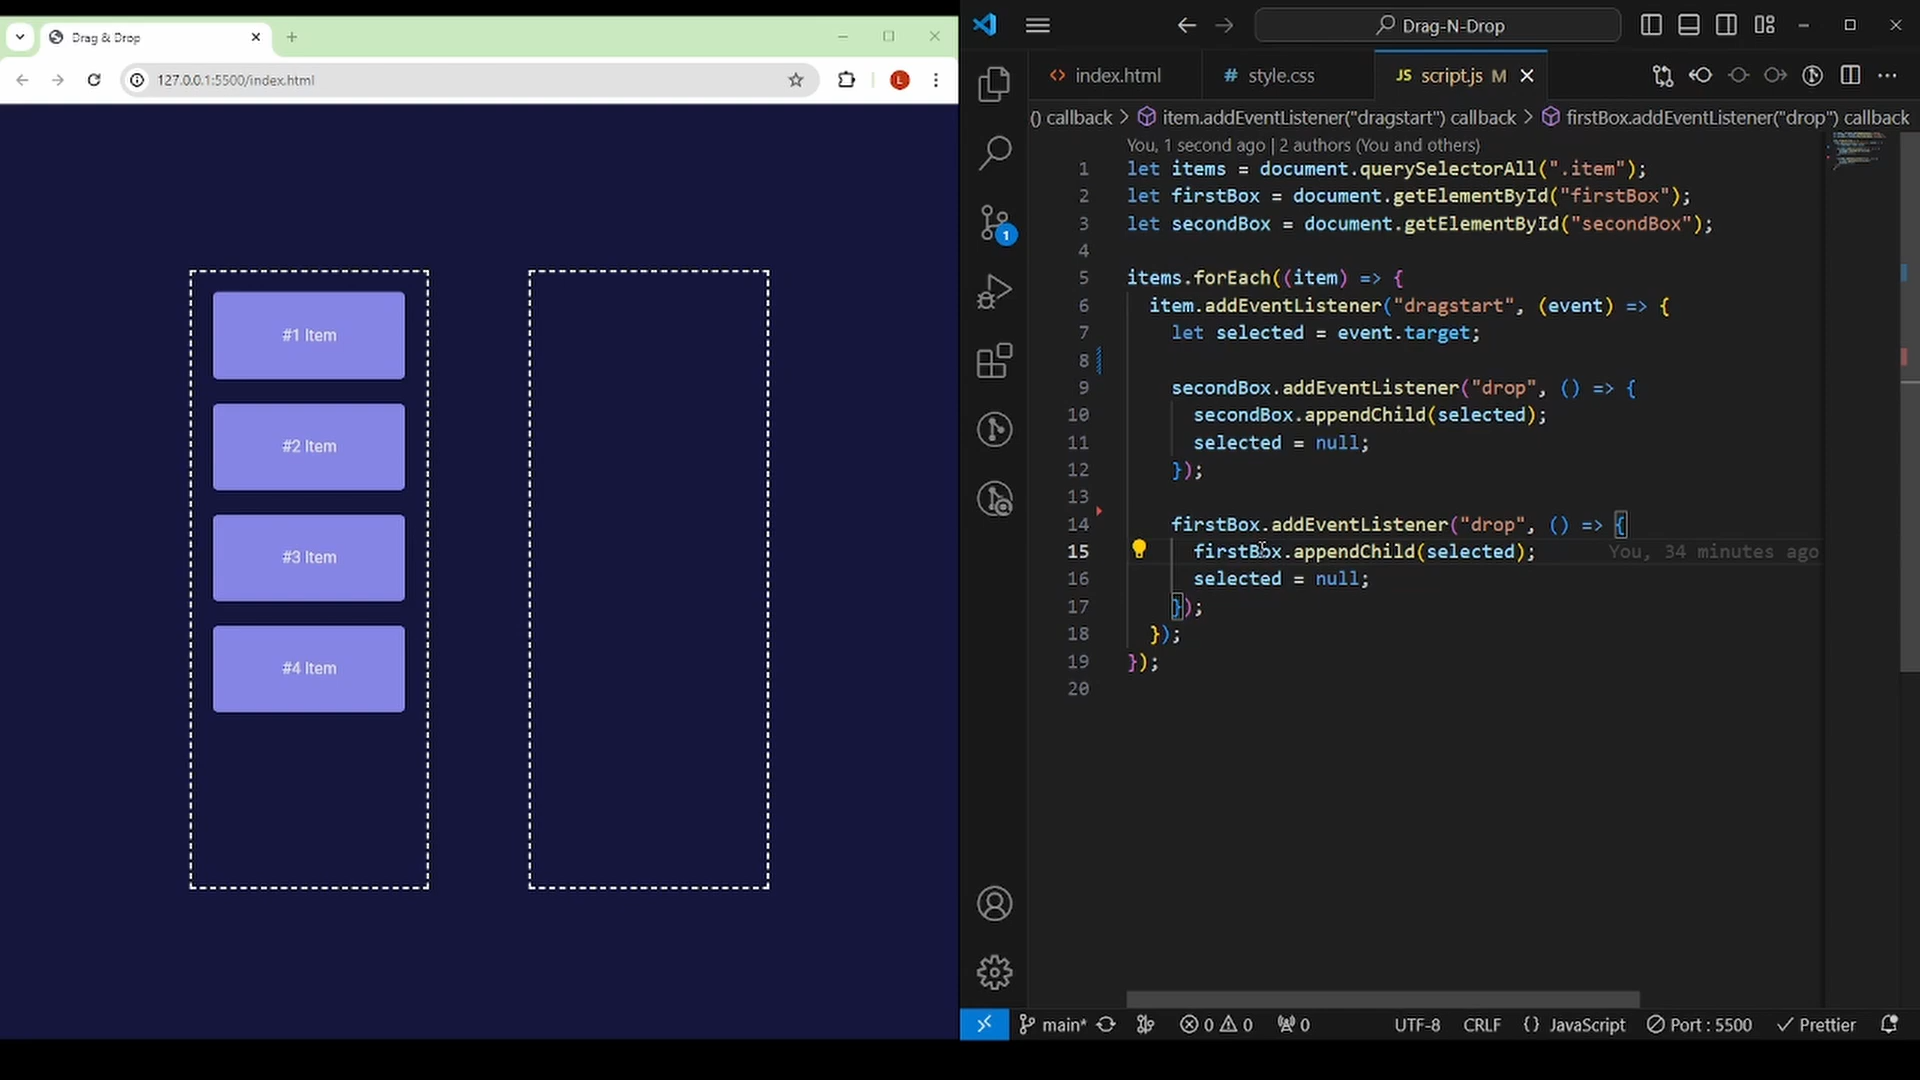 Drag & Drop
127.0.0.1:5500/index.html
L
#1 Item
#2 Item
#3 Item
#4 Item
Drag-N-Drop
<> index.html
# style.css
JS script.js M
() callback > item.addEventListener("dragstart") callback > firstBox.addEventListener("drop") callback
You, 1 second ago | 2 authors (You and others)
1 let items = document.querySelectorAll(".item");
2 let firstBox = document.getElementById("firstBox");
3 let secondBox = document.getElementById("secondBox");
4
5 items.forEach((item) => {
6 item.addEventListener("dragstart", (event) => {
7 let selected = event.target;
8
9 secondBox.addEventListener("drop", () => {
10 secondBox.appendChild(selected);
11 selected = null;
12 });
13
14 firstBox.addEventListener("drop", () => {
15 firstBox.appendChild(selected); You, 34 minutes ago
16 selected = null;
17 });
18 });
19 });
20
1
main* 0 0 0 UTF-8 CRLF {} JavaScript Port : 5500 Prettier